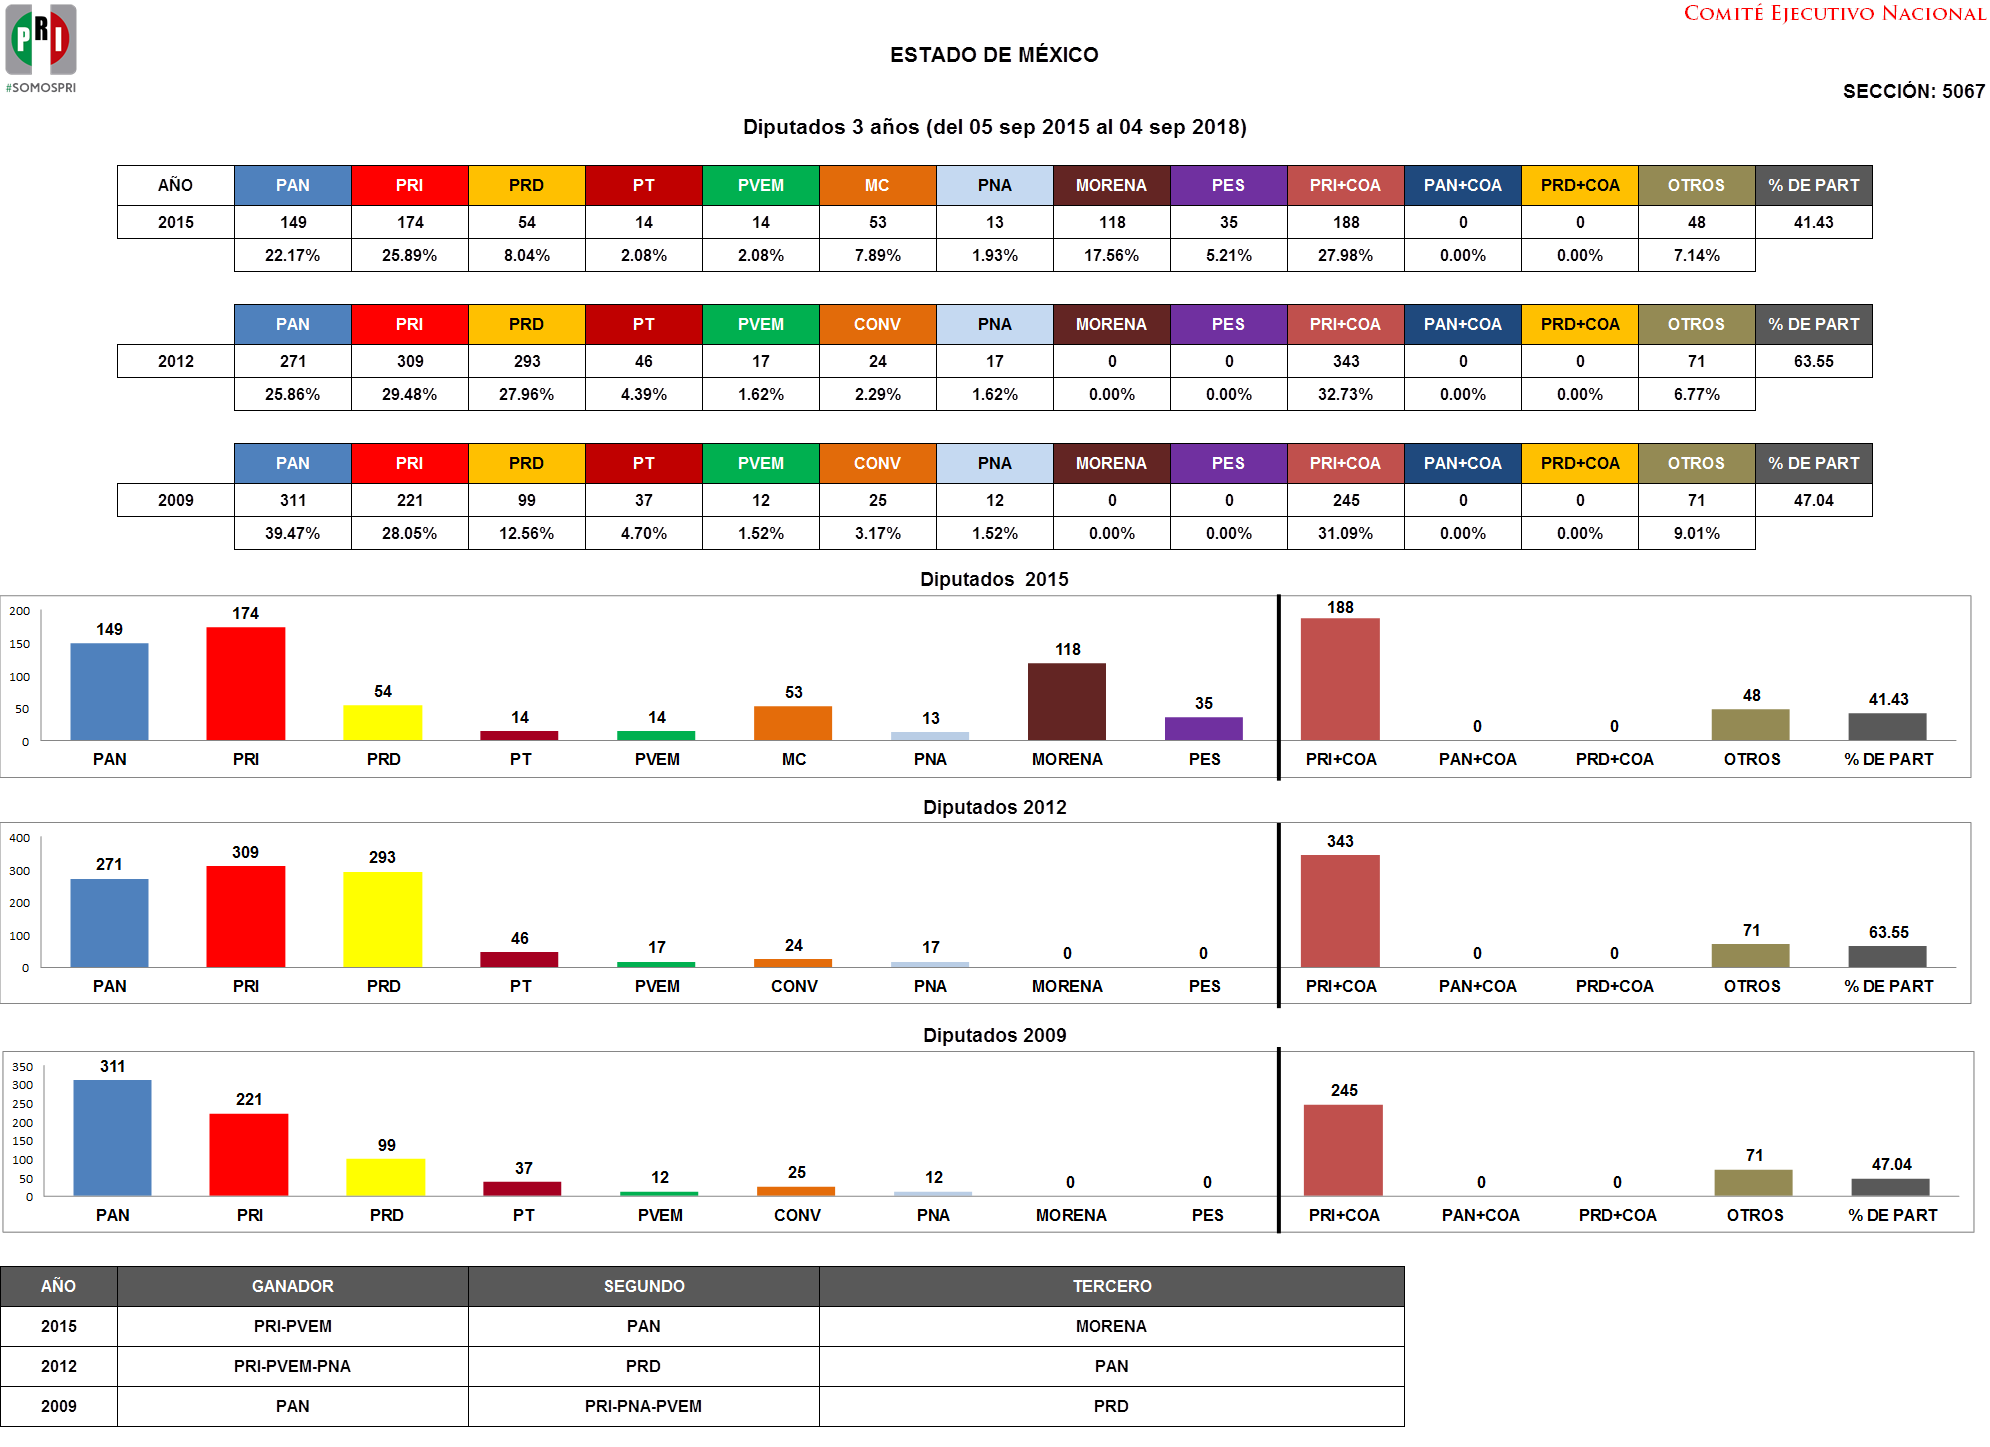 PRI
#SOMOSPRI
COMITÉ EJECUTIVO NACIONAL
ESTADO DE MÉXICO
SECCIÓN: 5067
Diputados 3 años (del 05 sep 2015 al 04 sep 2018)
AÑO PAN PRI PRD PT PVEM MC PNA MORENA PES PRI+COA PAN+COA PRD+COA OTROS % DE PART
2015 149 174 54 14 14 53 13 118 35 188 0 0 48 41.43
22.17% 25.89% 8.04% 2.08% 2.08% 7.89% 1.93% 17.56% 5.21% 27.98% 0.00% 0.00% 7.14%
PAN PRI PRD PT PVEM CONV PNA MORENA PES PRI+COA PAN+COA PRD+COA OTROS % DE PART
2012 271 309 293 46 17 24 17 0 0 343 0 0 71 63.55
25.86% 29.48% 27.96% 4.39% 1.62% 2.29% 1.62% 0.00% 0.00% 32.73% 0.00% 0.00% 6.77%
PAN PRI PRD PT PVEM CONV PNA MORENA PES PRI+COA PAN+COA PRD+COA OTROS % DE PART
2009 311 221 99 37 12 25 12 0 0 245 0 0 71 47.04
39.47% 28.05% 12.56% 4.70% 1.52% 3.17% 1.52% 0.00% 0.00% 31.09% 0.00% 0.00% 9.01%
Diputados 2015
200
150
100
50
0
149 174 54 14 14 53 13 118 35 188 0 0 48 41.43
PAN PRI PRD PT PVEM MC PNA MORENA PES PRI+COA PAN+COA PRD+COA OTROS % DE PART
Diputados 2012
400
300
200
100
0
271 309 293 46 17 24 17 0 0 343 0 0 71 63.55
PAN PRI PRD PT PVEM CONV PNA MORENA PES PRI+COA PAN+COA PRD+COA OTROS % DE PART
Diputados 2009
350
300
250
200
150
100
50
0
311 221 99 37 12 25 12 0 0 245 0 0 71 47.04
PAN PRI PRD PT PVEM CONV PNA MORENA PES PRI+COA PAN+COA PRD+COA OTROS % DE PART
AÑO GANADOR SEGUNDO TERCERO
2015 PRI-PVEM PAN MORENA
2012 PRI-PVEM-PNA PRD PAN
2009 PAN PRI-PNA-PVEM PRD